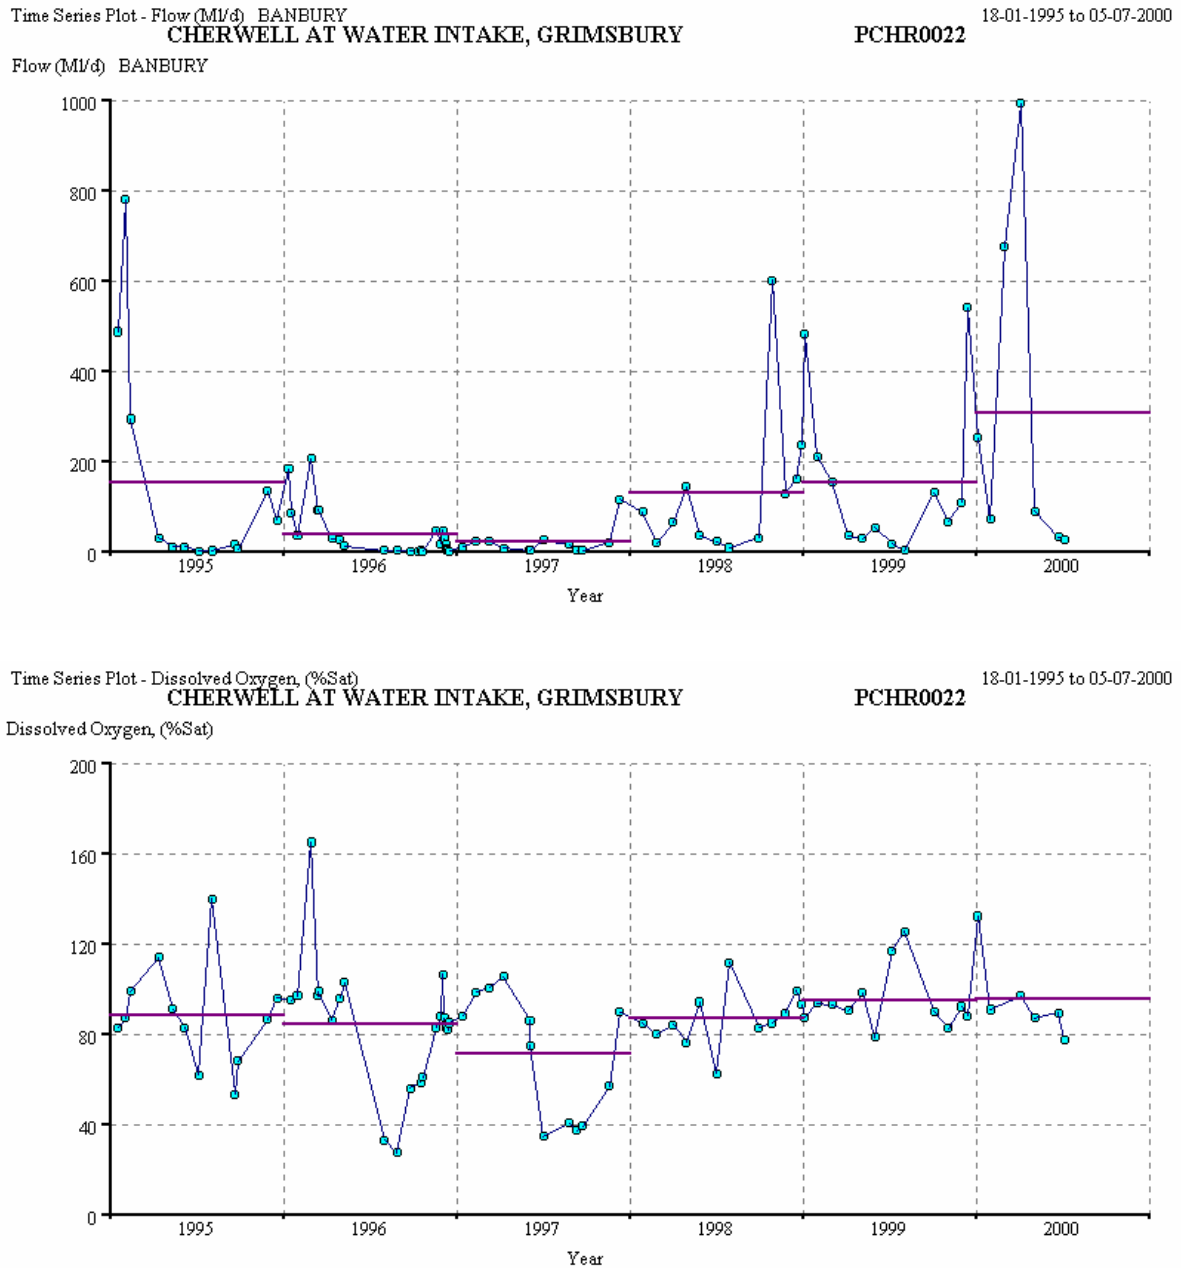 Time Series Plot - Flow (Ml/d) BANBURY 18-01-1995 to 05-07-2000
CHERWELL AT WATER INTAKE, GRIMSBURY PCHR0022
Flow (Ml/d) BANBURY
1000
800
600
400
200
0
1995 1996 1997 1998 1999 2000
Year
Time Series Plot - Dissolved Oxygen, (%Sat) 18-01-1995 to 05-07-2000
CHERWELL AT WATER INTAKE, GRIMSBURY PCHR0022
Dissolved Oxygen, (%Sat)
200
160
120
80
40
0
1995 1996 1997 1998 1999 2000
Year